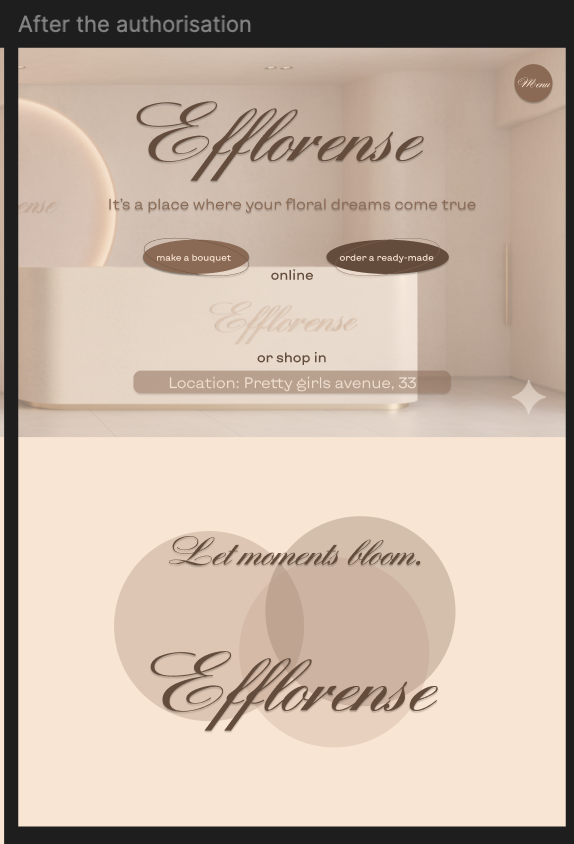 After the authorisation
Menu
Efflorense
ense
It's a place where your floral dreams come true
make a bouquet
order a ready-made
online
Efflorense
or shop in
Location: Pretty girls avenue, 33
Let moments bloom.
Efflorense